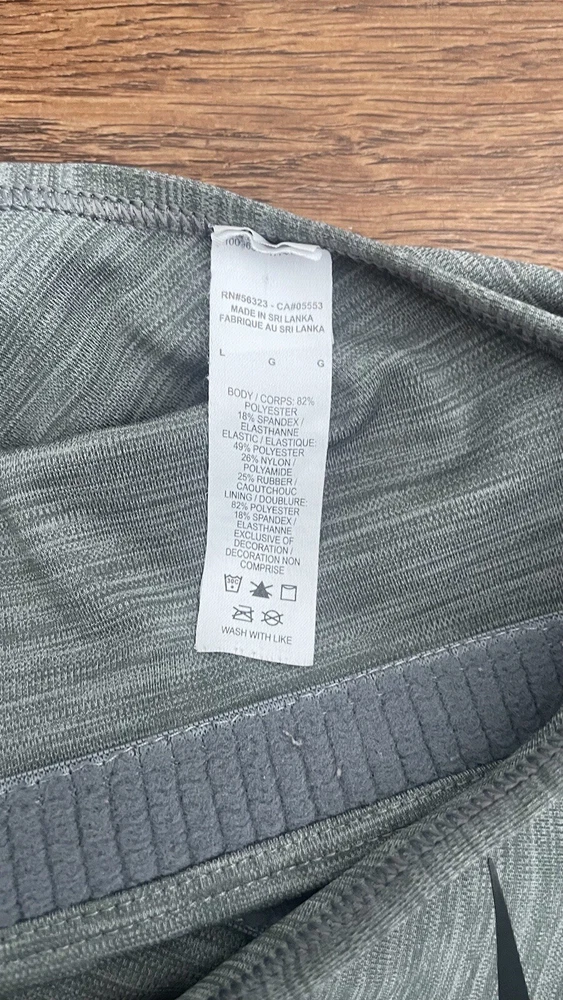 RN#56323 - CA#05553
MADE IN SRI LANKA
FABRIQUE AU SRI LANKA
L G G
BODY / CORPS: 82%
POLYESTER
18% SPANDEX /
ELASTHANNE
ELASTIC / ELASTIQUE:
49% POLYESTER
26% NYLON /
POLYAMIDE
25% RUBBER /
CAOUTCHOUC
LINING / DOUBLURE:
82% POLYESTER
18% SPANDEX /
ELASTHANNE
EXCLUSIVE OF
DECORATION /
DECORATION NON
COMPRISE
30C
WASH WITH LIKE